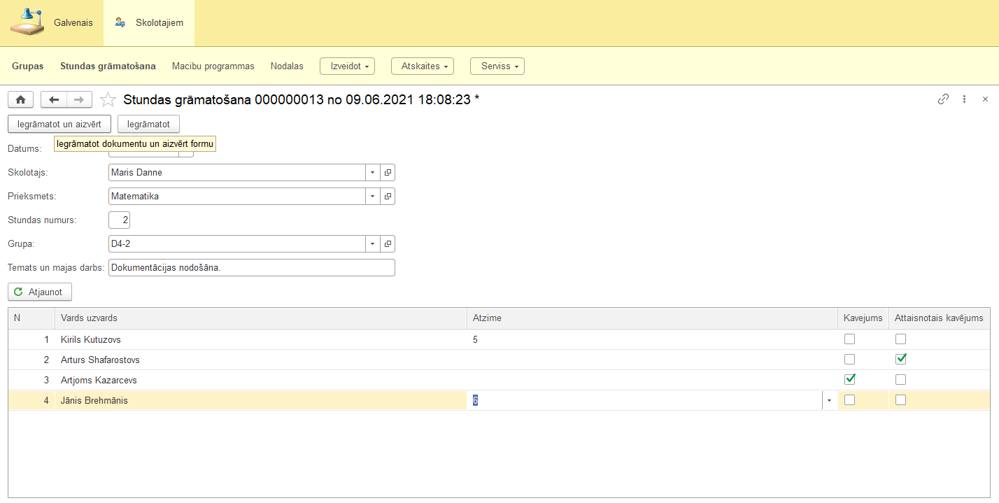 Galvenais Skolotajiem
Grupas Stundas grāmatošana Macibu programmas Nodalas Izveidot Atskaites Serviss
Stundas grāmatošana 000000013 no 09.06.2021 18:08:23 *
Iegrāmatot un aizvērt Iegrāmatot
Iegrāmatot dokumentu un aizvērt formu
Datums:
Skolotajs: Maris Danne
Prieksmets: Matematika
Stundas numurs: 2
Grupa: D4-2
Temats un majas darbs: Dokumentācijas nodošāna.
Atjaunot
N Vards uzvards Atzime Kavejums Attaisnotais kavējums
1 Kirils Kutuzovs 5
2 Arturs Shafarostovs
3 Artjoms Kazarcevs
4 Jānis Brehmānis 6